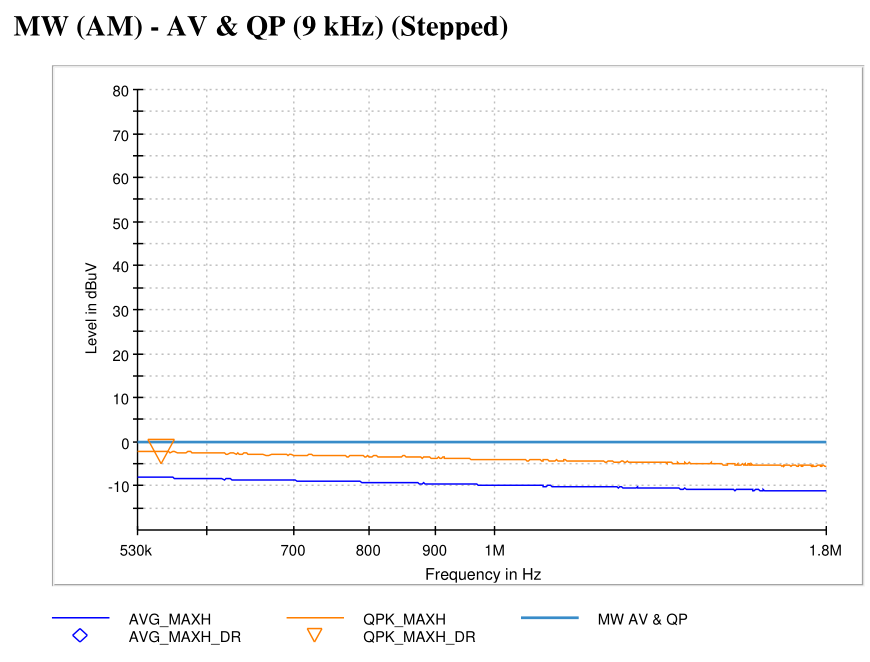 MW (AM) - AV & QP (9 kHz) (Stepped)
80
70
60
50
40
30
20
10
0
-10
Level in dBuV
530k 700 800 900 1M 1.8M
Frequency in Hz
AVG_MAXH QPK_MAXH MW AV & QP
AVG_MAXH_DR QPK_MAXH_DR